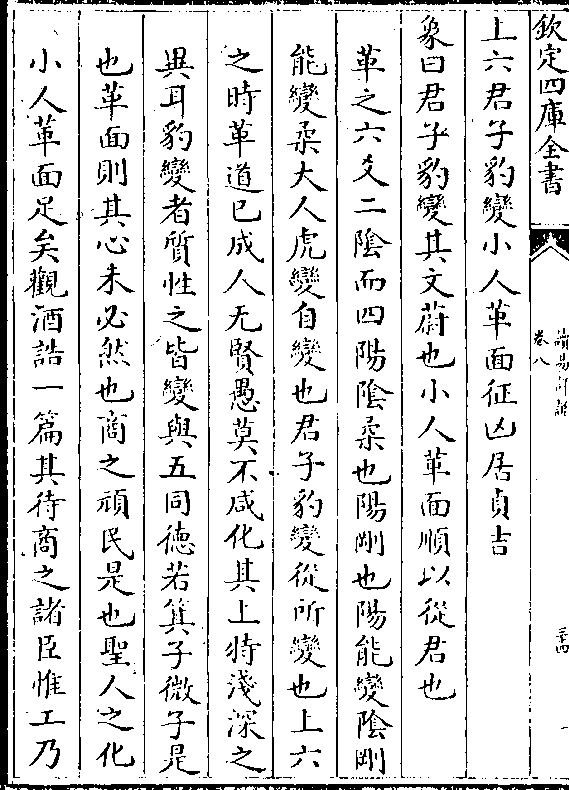 欽定四庫全書
卷八
上六君子豹變小人革面征凶居貞吉
象曰君子豹變其文蔚也小人革面順以從君也
革之六爻二隂而四陽隂柔也陽剛也陽能變隂剛
能變柔大人虎變自變也君子豹變從所變也上六
之時革道已成人无賢愚莫不咸化其上特淺深之
異耳豹變者質性之皆變與五同徳若箕子微子是
也革面則其心未必然也商之頑民是也聖人之化
小人革面足矣觀酒誥一篇其待商之諸臣惟工乃